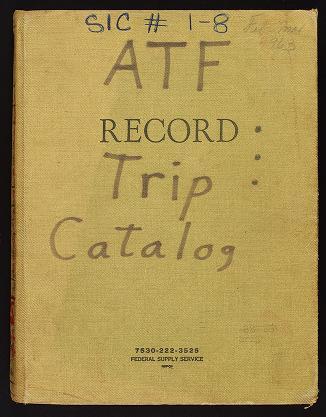 SIC # 1-8
ATF
RECORD
Trip
Catalog
7530-222-3525
FEDERAL SUPPLY SERVICE